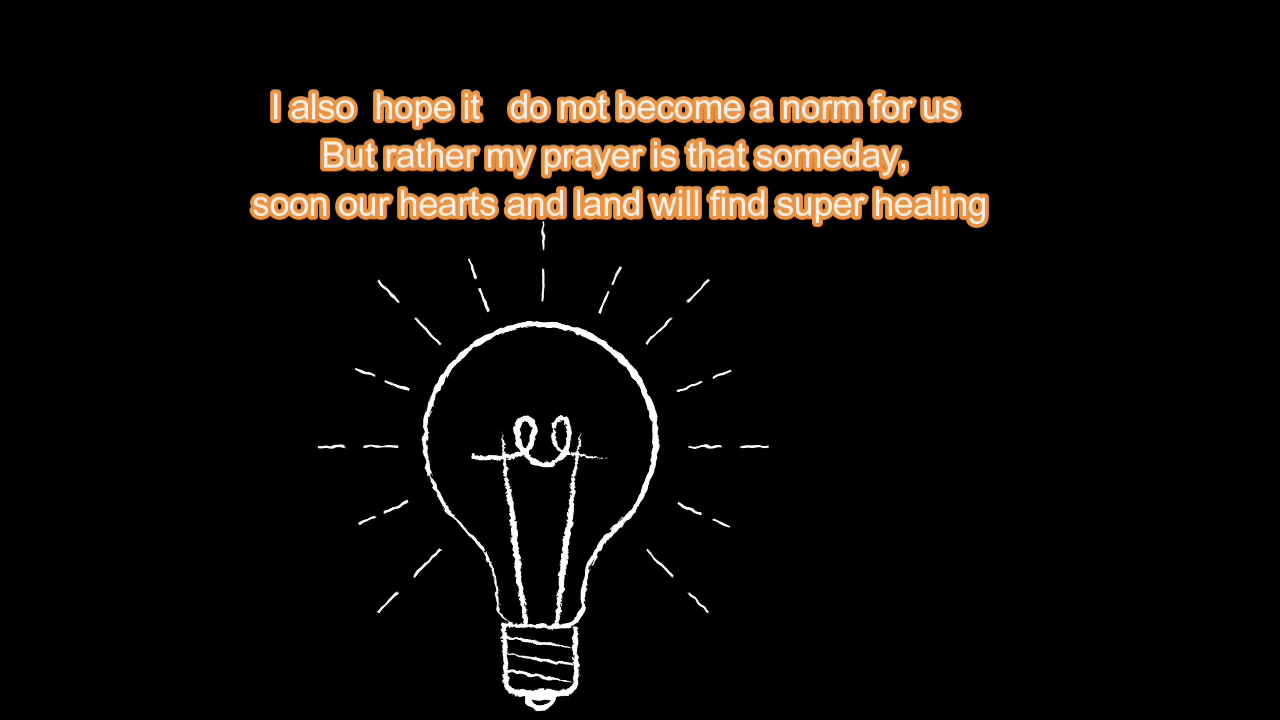 I also  hope it   do not become a norm for us
But rather my prayer is that someday,
soon our hearts and land will find super healing